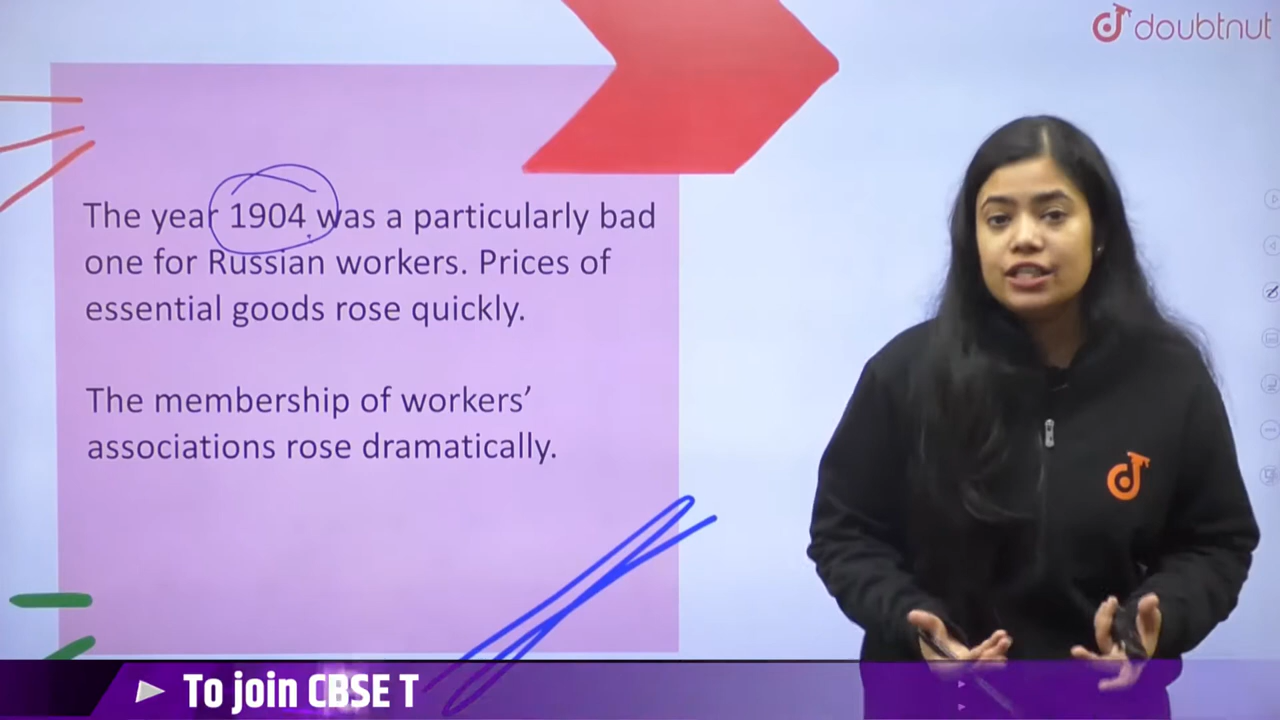 doubtnut
The year 1904 was a particularly bad
one for Russian workers. Prices of
essential goods rose quickly.
The membership of workers’
associations rose dramatically.
To join CBSE T